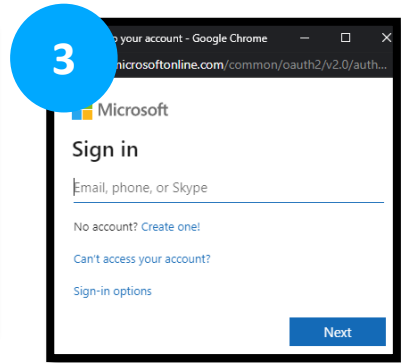 3
o your account - Google Chrome
microsoftonline.com/common/oauth2/v2.0/auth...
Microsoft
Sign in
Email, phone, or Skype
No account? Create one!
Can't access your account?
Sign-in options
Next